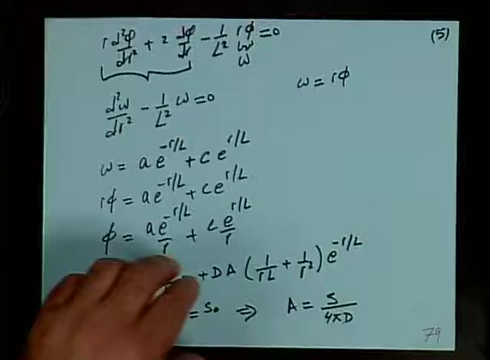 r d²φ/dr² + 2 dφ/dr − 1/L² rφ = 0 (5)
w
w
w = rφ
d²w/dr² − 1/L² w = 0
w = a e^{-r/L} + c e^{r/L}
rφ = a e^{-r/L} + c e^{r/L}
φ = a e^{-r/L}/r + c e^{r/L}/r
+ D A (1/rL + 1/r²) e^{-r/L}
= S₀ ⇒ A = S/4πD
79